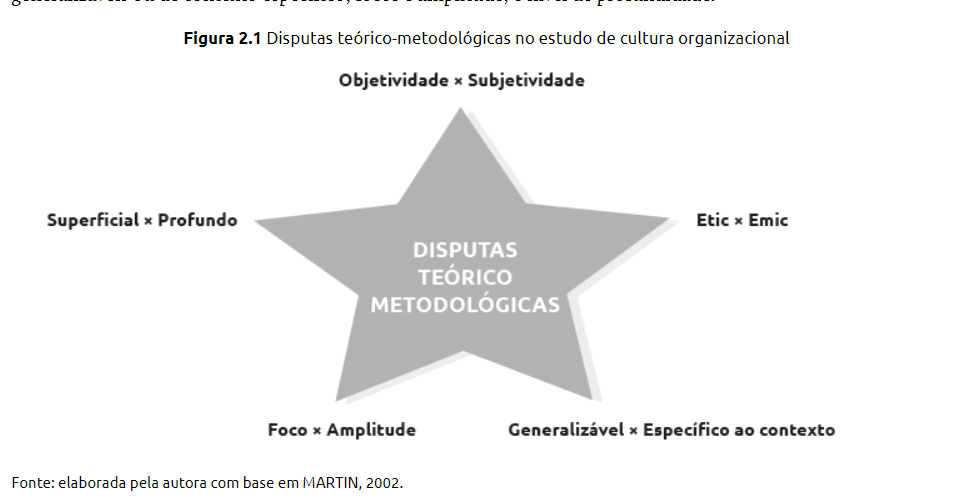 Figura 2.1 Disputas teórico-metodológicas no estudo de cultura organizacional
Objetividade × Subjetividade
Superficial × Profundo
Etic × Emic
DISPUTAS
TEÓRICO
METODOLÓGICAS
Foco × Amplitude
Generalizável × Específico ao contexto
Fonte: elaborada pela autora com base em MARTIN, 2002.